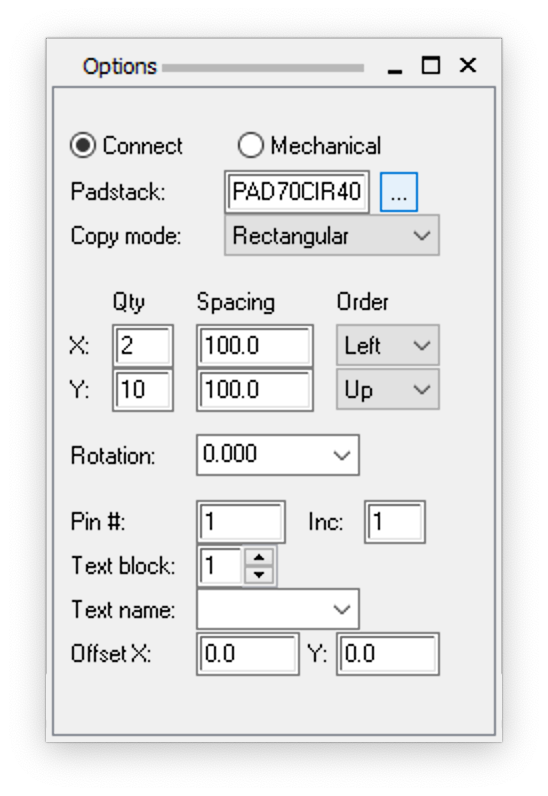 Options
Connect Mechanical
Padstack: PAD70CIR40 ...
Copy mode: Rectangular
Qty Spacing Order
X: 2 100.0 Left
Y: 10 100.0 Up
Rotation: 0.000
Pin #: 1 Inc: 1
Text block: 1
Text name:
Offset X: 0.0 Y: 0.0